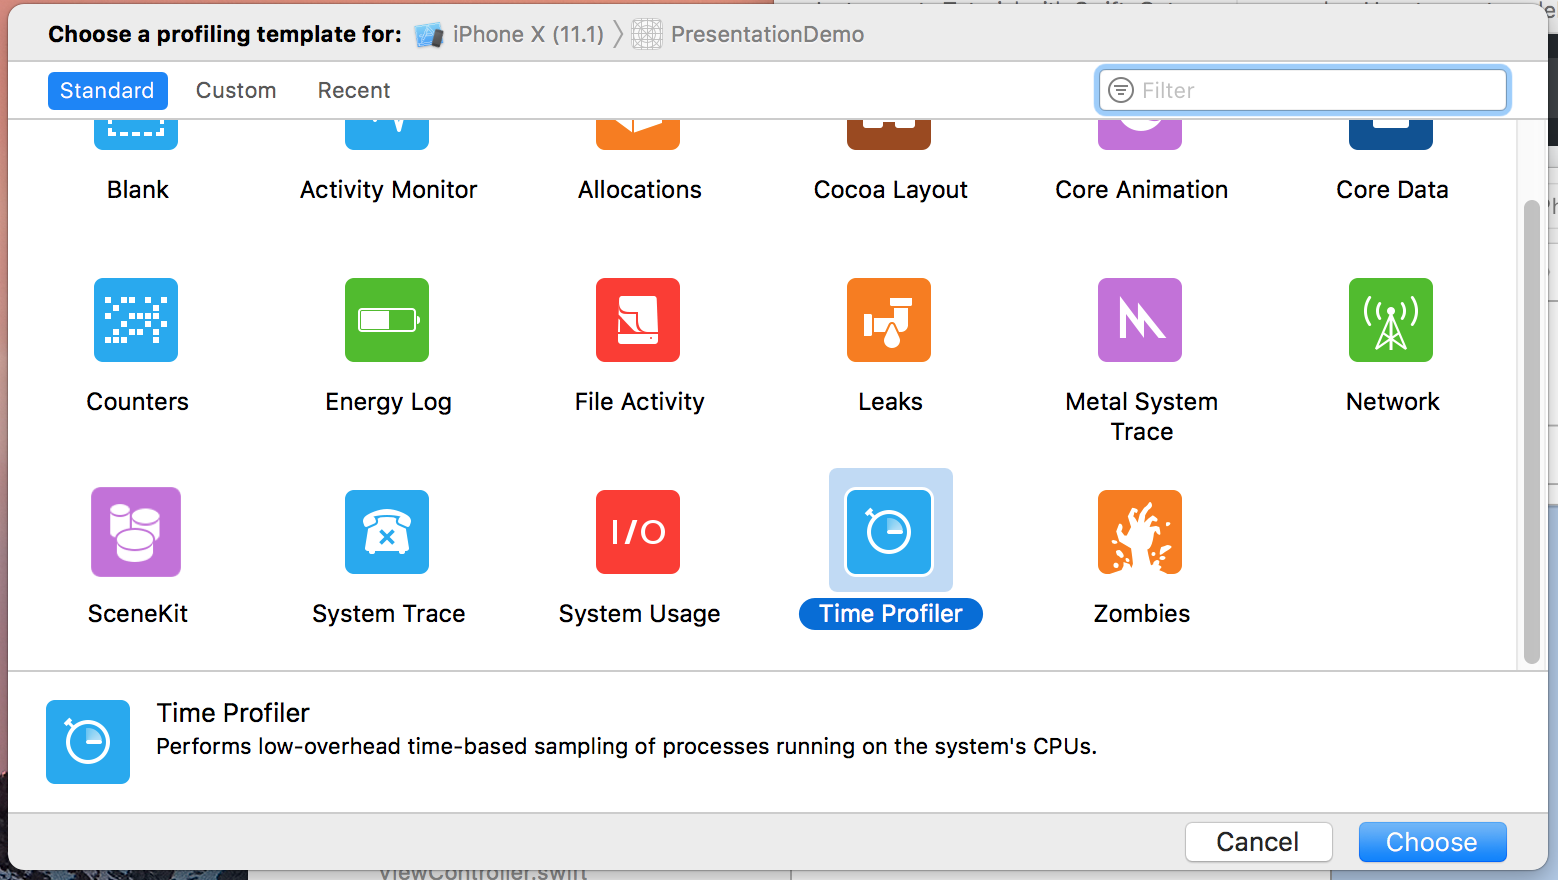 Choose a profiling template for: iPhone X (11.1) PresentationDemo
Standard Custom Recent Filter
Blank Activity Monitor Allocations Cocoa Layout Core Animation Core Data
Counters Energy Log File Activity Leaks Metal System Trace Network
SceneKit System Trace I/O System Usage Time Profiler Zombies
Time Profiler
Performs low-overhead time-based sampling of processes running on the system's CPUs.
Cancel Choose
ViewController.swift